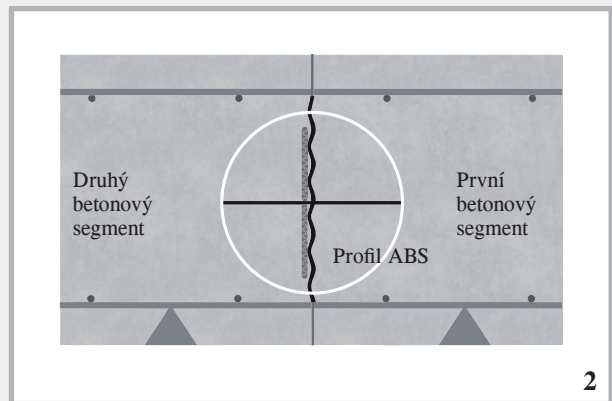 Druhý
betonový
segment
První
betonový
segment
Profil ABS
2